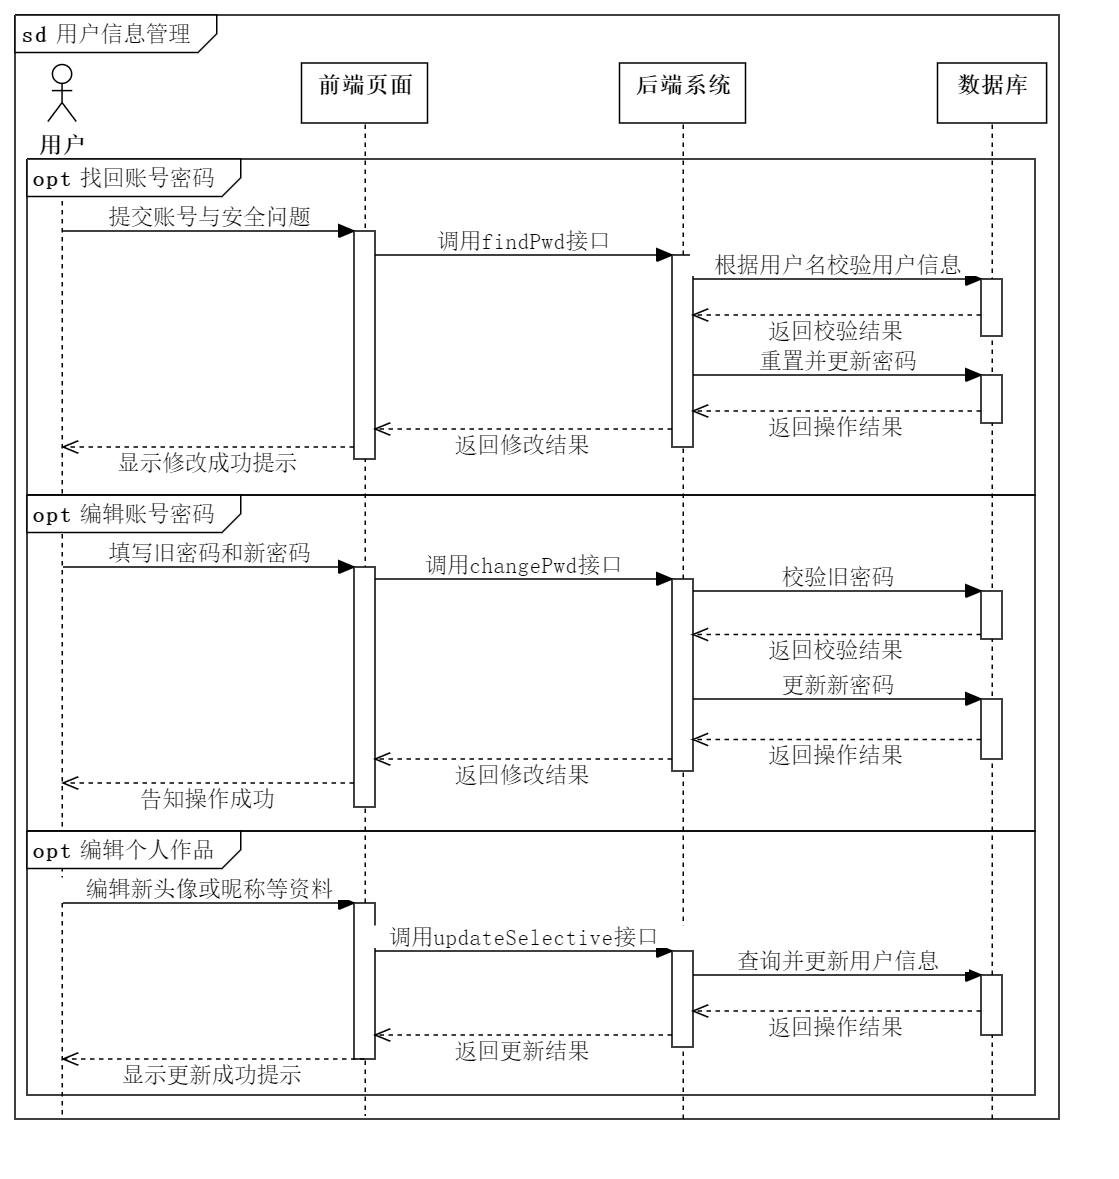 sd 用户信息管理
用户
前端页面
后端系统
数据库
opt 找回账号密码
提交账号与安全问题
调用findPwd接口
根据用户名校验用户信息
返回校验结果
重置并更新密码
返回操作结果
返回修改结果
显示修改成功提示
opt 编辑账号密码
填写旧密码和新密码
调用changePwd接口
校验旧密码
返回校验结果
更新新密码
返回操作结果
返回修改结果
告知操作成功
opt 编辑个人作品
编辑新头像或昵称等资料
调用updateSelective接口
查询并更新用户信息
返回操作结果
返回更新结果
显示更新成功提示